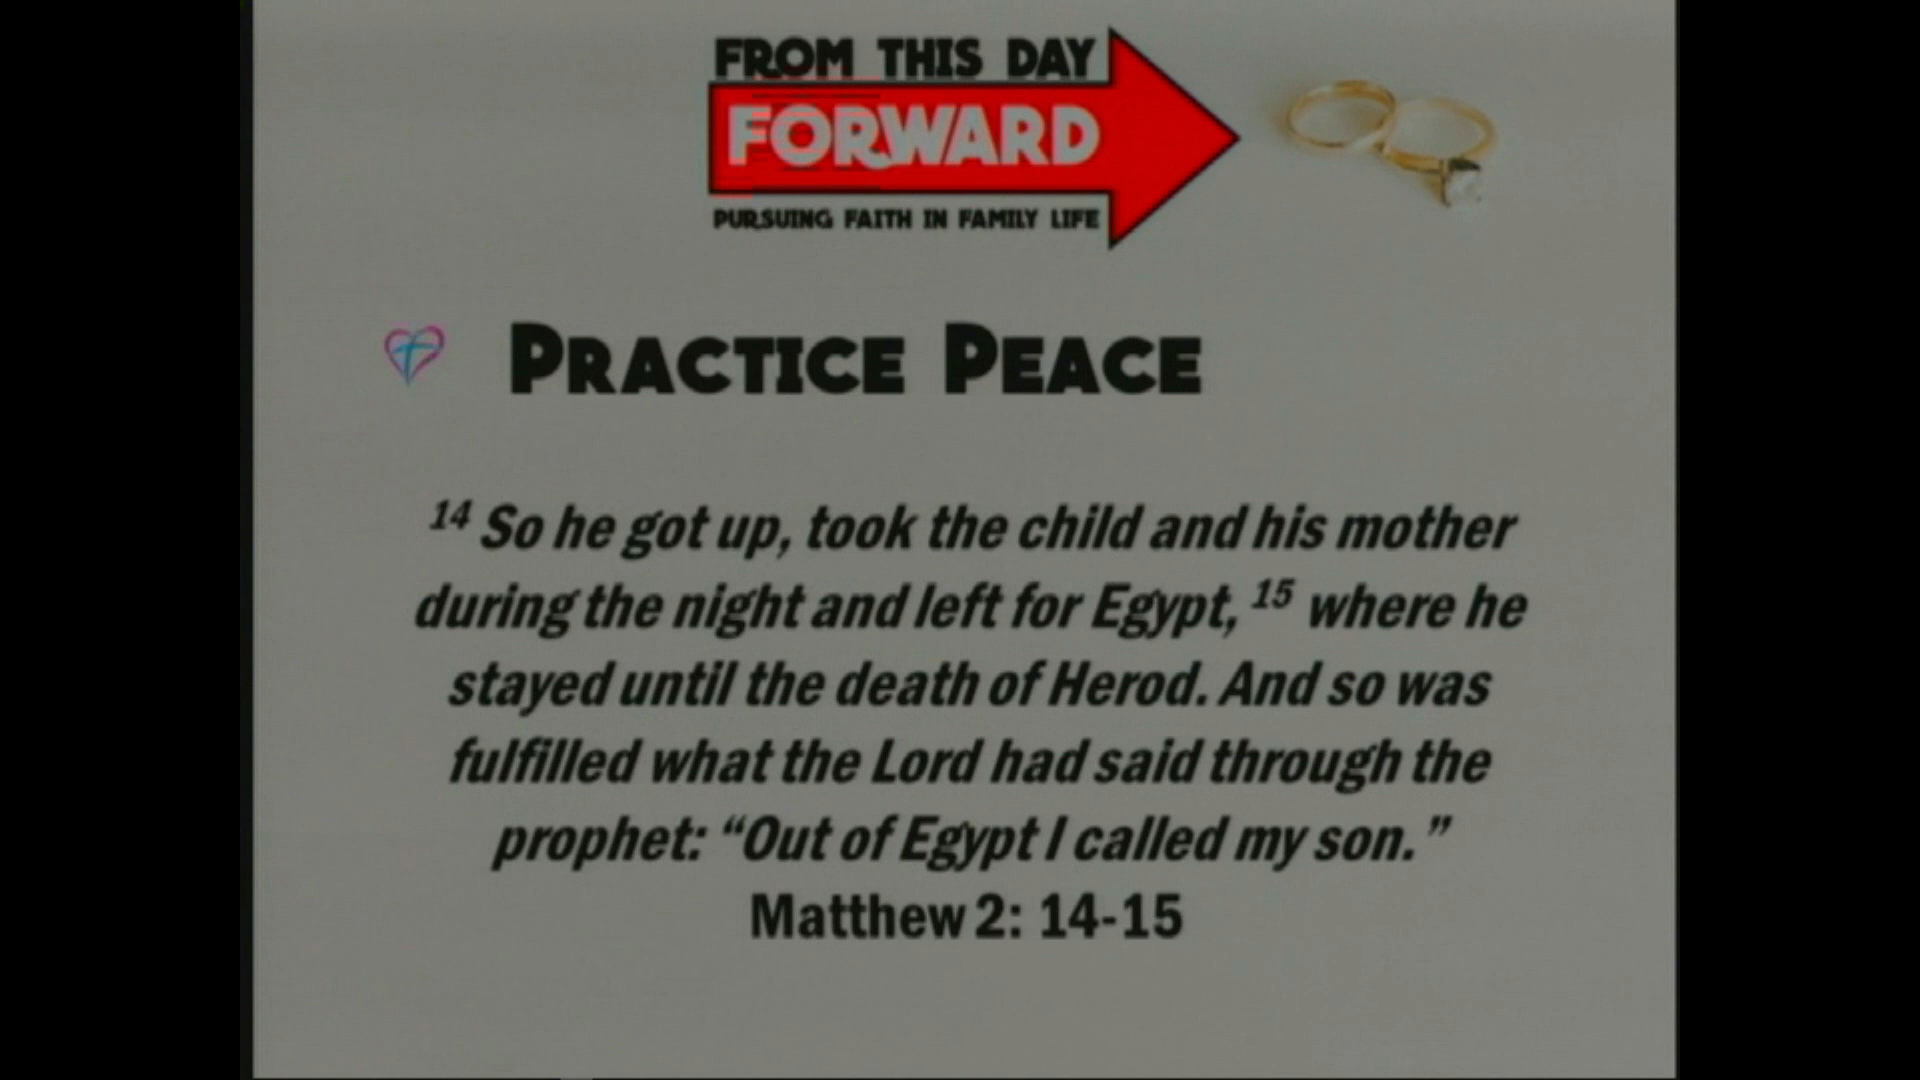 FROM THIS DAY
FORWARD
PURSUING FAITH IN FAMILY LIFE
PRACTICE PEACE
14 So he got up, took the child and his mother
during the night and left for Egypt, 15 where he
stayed until the death of Herod. And so was
fulfilled what the Lord had said through the
prophet: “Out of Egypt I called my son.”
Matthew 2: 14-15